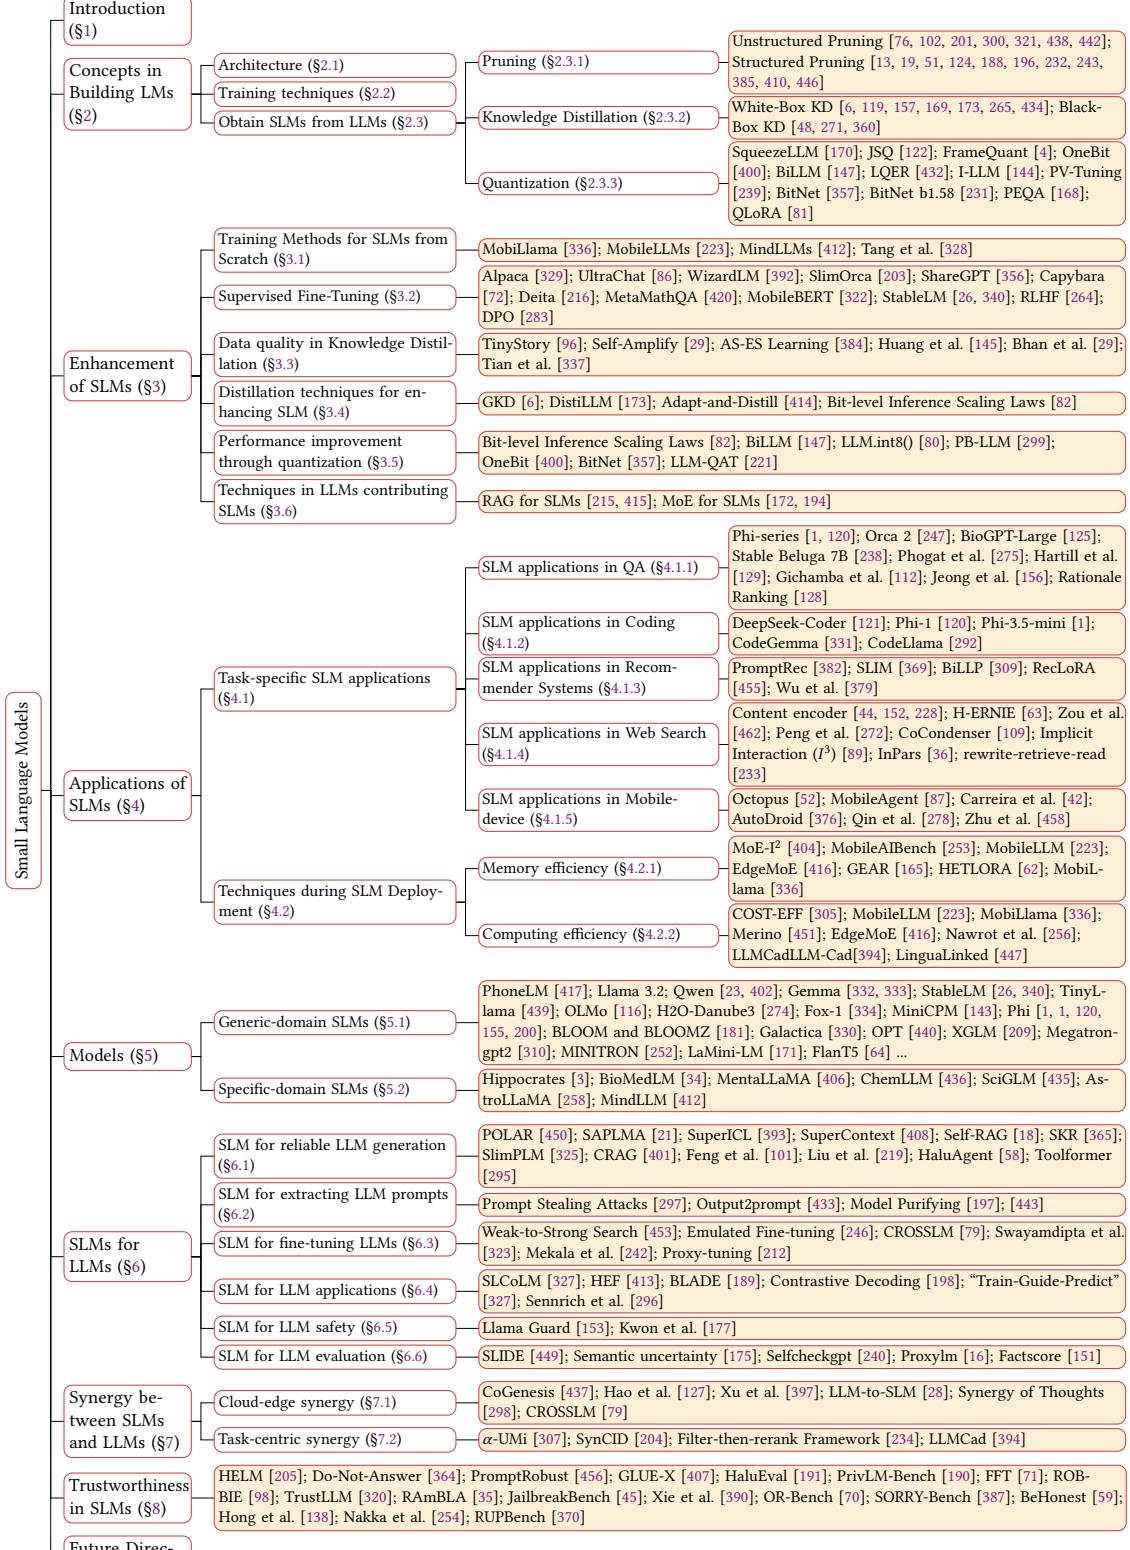 Introduction
(§1)
Concepts in
Building LMs
(§2)
Architecture (§2.1)
Training techniques (§2.2)
Obtain SLMs from LLMs (§2.3)
Pruning (§2.3.1)
Unstructured Pruning [76, 102, 201, 300, 321, 438, 442];
Structured Pruning [13, 19, 51, 124, 188, 196, 232, 243,
385, 410, 446]
Knowledge Distillation (§2.3.2)
White-Box KD [6, 119, 157, 169, 173, 265, 434]; Black-
Box KD [48, 271, 360]
Quantization (§2.3.3)
SqueezeLLM [170]; JSQ [122]; FrameQuant [4]; OneBit
[400]; BiLLM [147]; LQER [432]; I-LLM [144]; PV-Tuning
[239]; BitNet [357]; BitNet b1.58 [231]; PEQA [168];
QLoRA [81]
Enhancement
of SLMs (§3)
Training Methods for SLMs from
Scratch (§3.1)
MobiLlama [336]; MobileLLMs [223]; MindLLMs [412]; Tang et al. [328]
Supervised Fine-Tuning (§3.2)
Alpaca [329]; UltraChat [86]; WizardLM [392]; SlimOrca [203]; ShareGPT [356]; Capybara
[72]; Deita [216]; MetaMathQA [420]; MobileBERT [322]; StableLM [26, 340]; RLHF [264];
DPO [283]
Data quality in Knowledge Distil-
lation (§3.3)
TinyStory [96]; Self-Amplify [29]; AS-ES Learning [384]; Huang et al. [145]; Bhan et al. [29];
Tian et al. [337]
Distillation techniques for en-
hancing SLM (§3.4)
GKD [6]; DistiLLM [173]; Adapt-and-Distill [414]; Bit-level Inference Scaling Laws [82]
Performance improvement
through quantization (§3.5)
Bit-level Inference Scaling Laws [82]; BiLLM [147]; LLM.int8() [80]; PB-LLM [299];
OneBit [400]; BitNet [357]; LLM-QAT [221]
Techniques in LLMs contributing
SLMs (§3.6)
RAG for SLMs [215, 415]; MoE for SLMs [172, 194]
Small Language Models
Applications of
SLMs (§4)
Task-specific SLM applications
(§4.1)
SLM applications in QA (§4.1.1)
Phi-series [1, 120]; Orca 2 [247]; BioGPT-Large [125];
Stable Beluga 7B [238]; Phogat et al. [275]; Hartill et al.
[129]; Gichamba et al. [112]; Jeong et al. [156]; Rationale
Ranking [128]
SLM applications in Coding
(§4.1.2)
DeepSeek-Coder [121]; Phi-1 [120]; Phi-3.5-mini [1];
CodeGemma [331]; CodeLlama [292]
SLM applications in Recom-
mender Systems (§4.1.3)
PromptRec [382]; SLIM [369]; BiLLP [309]; RecLoRA
[455]; Wu et al. [379]
SLM applications in Web Search
(§4.1.4)
Content encoder [44, 152, 228]; H-ERNIE [63]; Zou et al.
[462]; Peng et al. [272]; CoCondenser [109]; Implicit
Interaction (I³) [89]; InPars [36]; rewrite-retrieve-read
[233]
SLM applications in Mobile-
device (§4.1.5)
Octopus [52]; MobileAgent [87]; Carreira et al. [42];
AutoDroid [376]; Qin et al. [278]; Zhu et al. [458]
Techniques during SLM Deploy-
ment (§4.2)
Memory efficiency (§4.2.1)
MoE-I² [404]; MobileAIBench [253]; MobileLLM [223];
EdgeMoE [416]; GEAR [165]; HETLORA [62]; MobiL-
lama [336]
Computing efficiency (§4.2.2)
COST-EFF [305]; MobileLLM [223]; MobiLlama [336];
Merino [451]; EdgeMoE [416]; Nawrot et al. [256];
LLMCadLLM-Cad[394]; LinguaLinked [447]
Models (§5)
Generic-domain SLMs (§5.1)
PhoneLM [417]; Llama 3.2; Qwen [23, 402]; Gemma [332, 333]; StableLM [26, 340]; TinyL-
lama [439]; OLMo [116]; H2O-Danube3 [274]; Fox-1 [334]; MiniCPM [143]; Phi [1, 1, 120,
155, 200]; BLOOM and BLOOMZ [181]; Galactica [330]; OPT [440]; XGLM [209]; Megatron-
gpt2 [310]; MINITRON [252]; LaMini-LM [171]; FlanT5 [64] ...
Specific-domain SLMs (§5.2)
Hippocrates [3]; BioMedLM [34]; MentaLLaMA [406]; ChemLLM [436]; SciGLM [435]; As-
troLLaMA [258]; MindLLM [412]
SLMs for
LLMs (§6)
SLM for reliable LLM generation
(§6.1)
POLAR [450]; SAPLMA [21]; SuperICL [393]; SuperContext [408]; Self-RAG [18]; SKR [365];
SlimPLM [325]; CRAG [401]; Feng et al. [101]; Liu et al. [219]; HaluAgent [58]; Toolformer
[295]
SLM for extracting LLM prompts
(§6.2)
Prompt Stealing Attacks [297]; Output2prompt [433]; Model Purifying [197]; [443]
SLM for fine-tuning LLMs (§6.3)
Weak-to-Strong Search [453]; Emulated Fine-tuning [246]; CROSSLM [79]; Swayamdipta et al.
[323]; Mekala et al. [242]; Proxy-tuning [212]
SLM for LLM applications (§6.4)
SLCoLM [327]; HEF [413]; BLADE [189]; Contrastive Decoding [198]; “Train-Guide-Predict”
[327]; Sennrich et al. [296]
SLM for LLM safety (§6.5)
Llama Guard [153]; Kwon et al. [177]
SLM for LLM evaluation (§6.6)
SLIDE [449]; Semantic uncertainty [175]; Selfcheckgpt [240]; Proxylm [16]; Factscore [151]
Synergy be-
tween SLMs
and LLMs (§7)
Cloud-edge synergy (§7.1)
CoGenesis [437]; Hao et al. [127]; Xu et al. [397]; LLM-to-SLM [28]; Synergy of Thoughts
[298]; CROSSLM [79]
Task-centric synergy (§7.2)
α-UMi [307]; SynCID [204]; Filter-then-rerank Framework [234]; LLMCad [394]
Trustworthiness
in SLMs (§8)
HELM [205]; Do-Not-Answer [364]; PromptRobust [456]; GLUE-X [407]; HaluEval [191]; PrivLM-Bench [190]; FFT [71]; ROB-
BIE [98]; TrustLLM [320]; RAmBLA [35]; JailbreakBench [45]; Xie et al. [390]; OR-Bench [70]; SORRY-Bench [387]; BeHonest [59];
Hong et al. [138]; Nakka et al. [254]; RUPBench [370]
Future Direc-